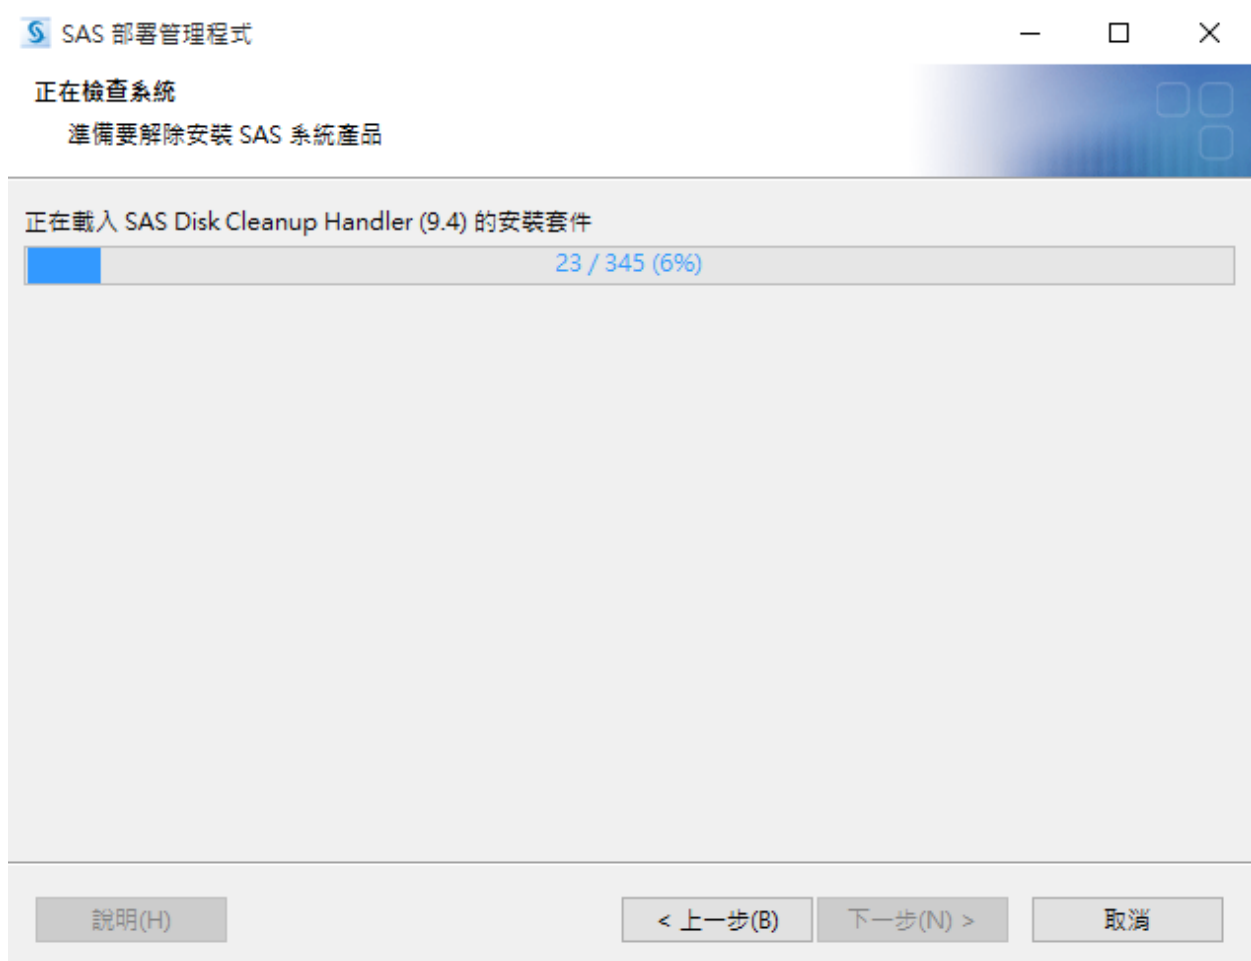 SAS 部署管理程式
正在檢查系統
準備要解除安裝 SAS 系統產品
正在載入 SAS Disk Cleanup Handler (9.4) 的安裝套件
23 / 345 (6%)
說明(H)
< 上一步(B)
下一步(N) >
取消